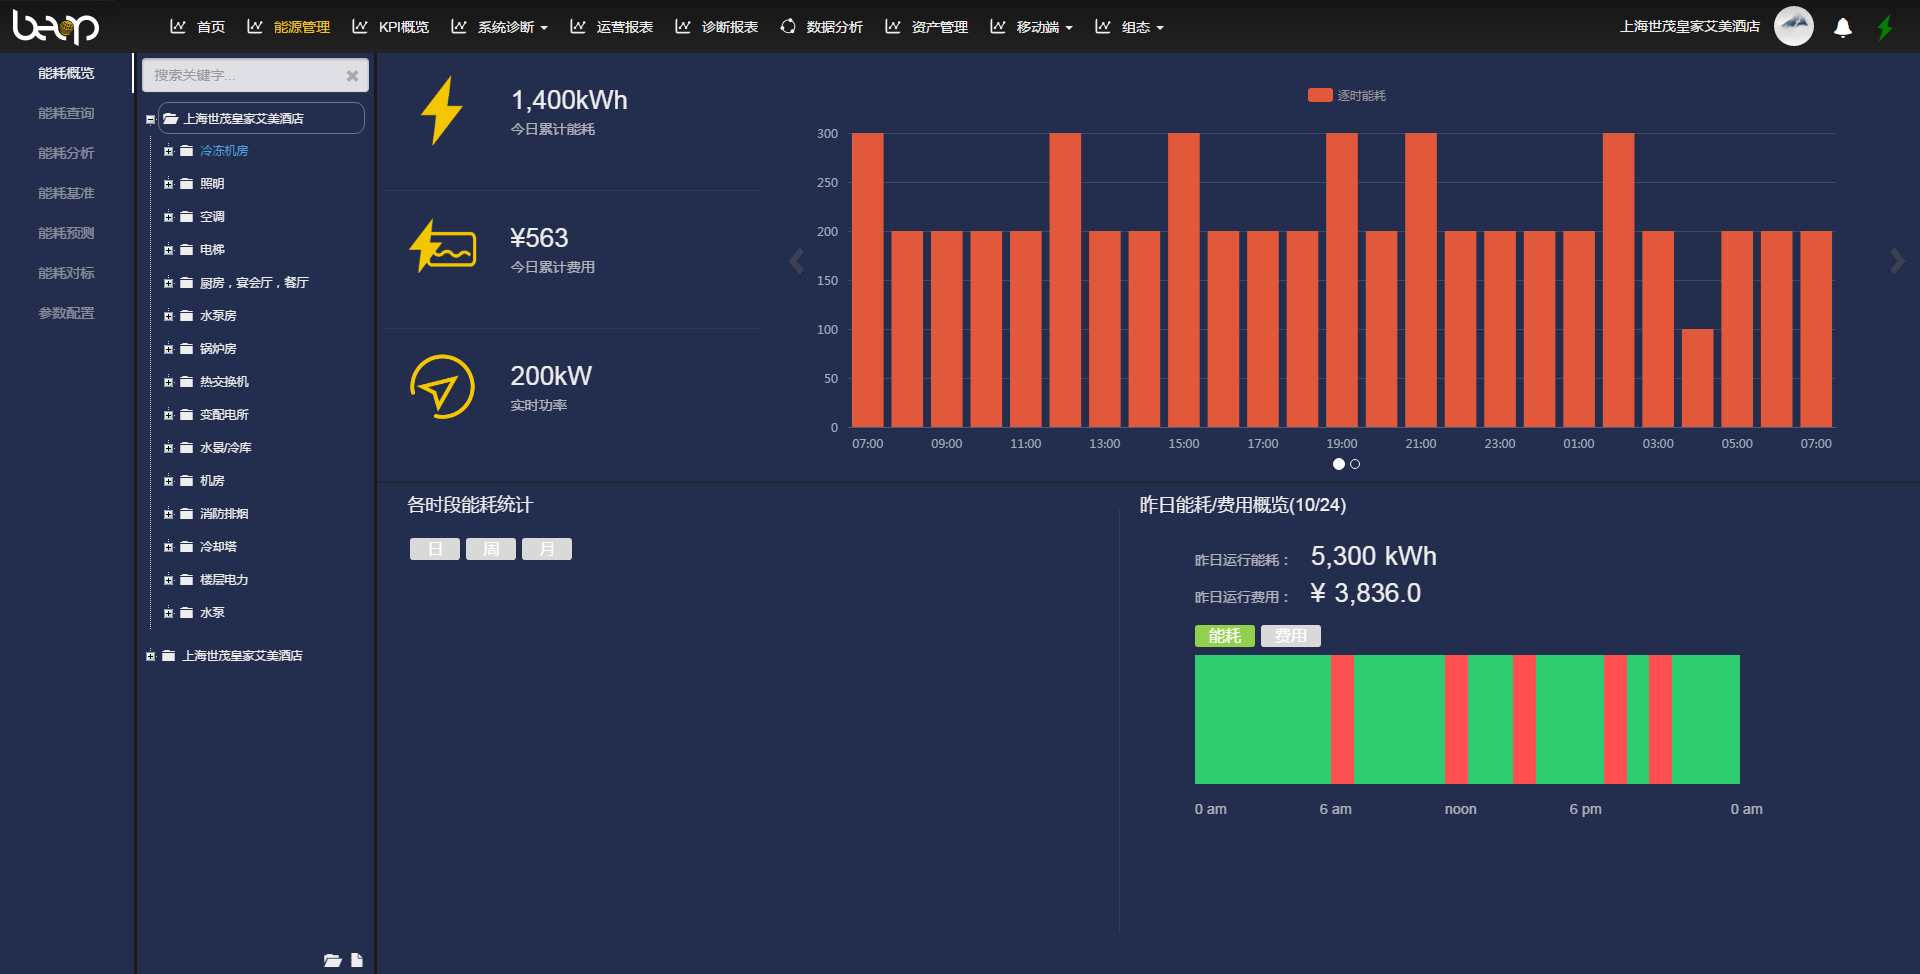 beop
首页
能源管理
KPI概览
系统诊断
运营报表
诊断报表
数据分析
资产管理
移动端
组态
上海世茂皇家艾美酒店
能耗概览
能耗查询
能耗分析
能耗基准
能耗预测
能耗对标
参数配置
搜索关键字...
上海世茂皇家艾美酒店
冷冻机房
照明
空调
电梯
厨房，宴会厅，餐厅
水泵房
锅炉房
热交换机
变配电所
水景/冷库
机房
消防排烟
冷却塔
楼层电力
水泵
上海世茂皇家艾美酒店
1,400kWh
今日累计能耗
¥563
今日累计费用
200kW
实时功率
逐时能耗
300
250
200
150
100
50
0
07:00 09:00 11:00 13:00 15:00 17:00 19:00 21:00 23:00 01:00 03:00 05:00 07:00
各时段能耗统计
日 周 月
昨日能耗/费用概览(10/24)
昨日运行能耗： 5,300 kWh
昨日运行费用： ¥ 3,836.0
能耗 费用
0 am 6 am noon 6 pm 0 am